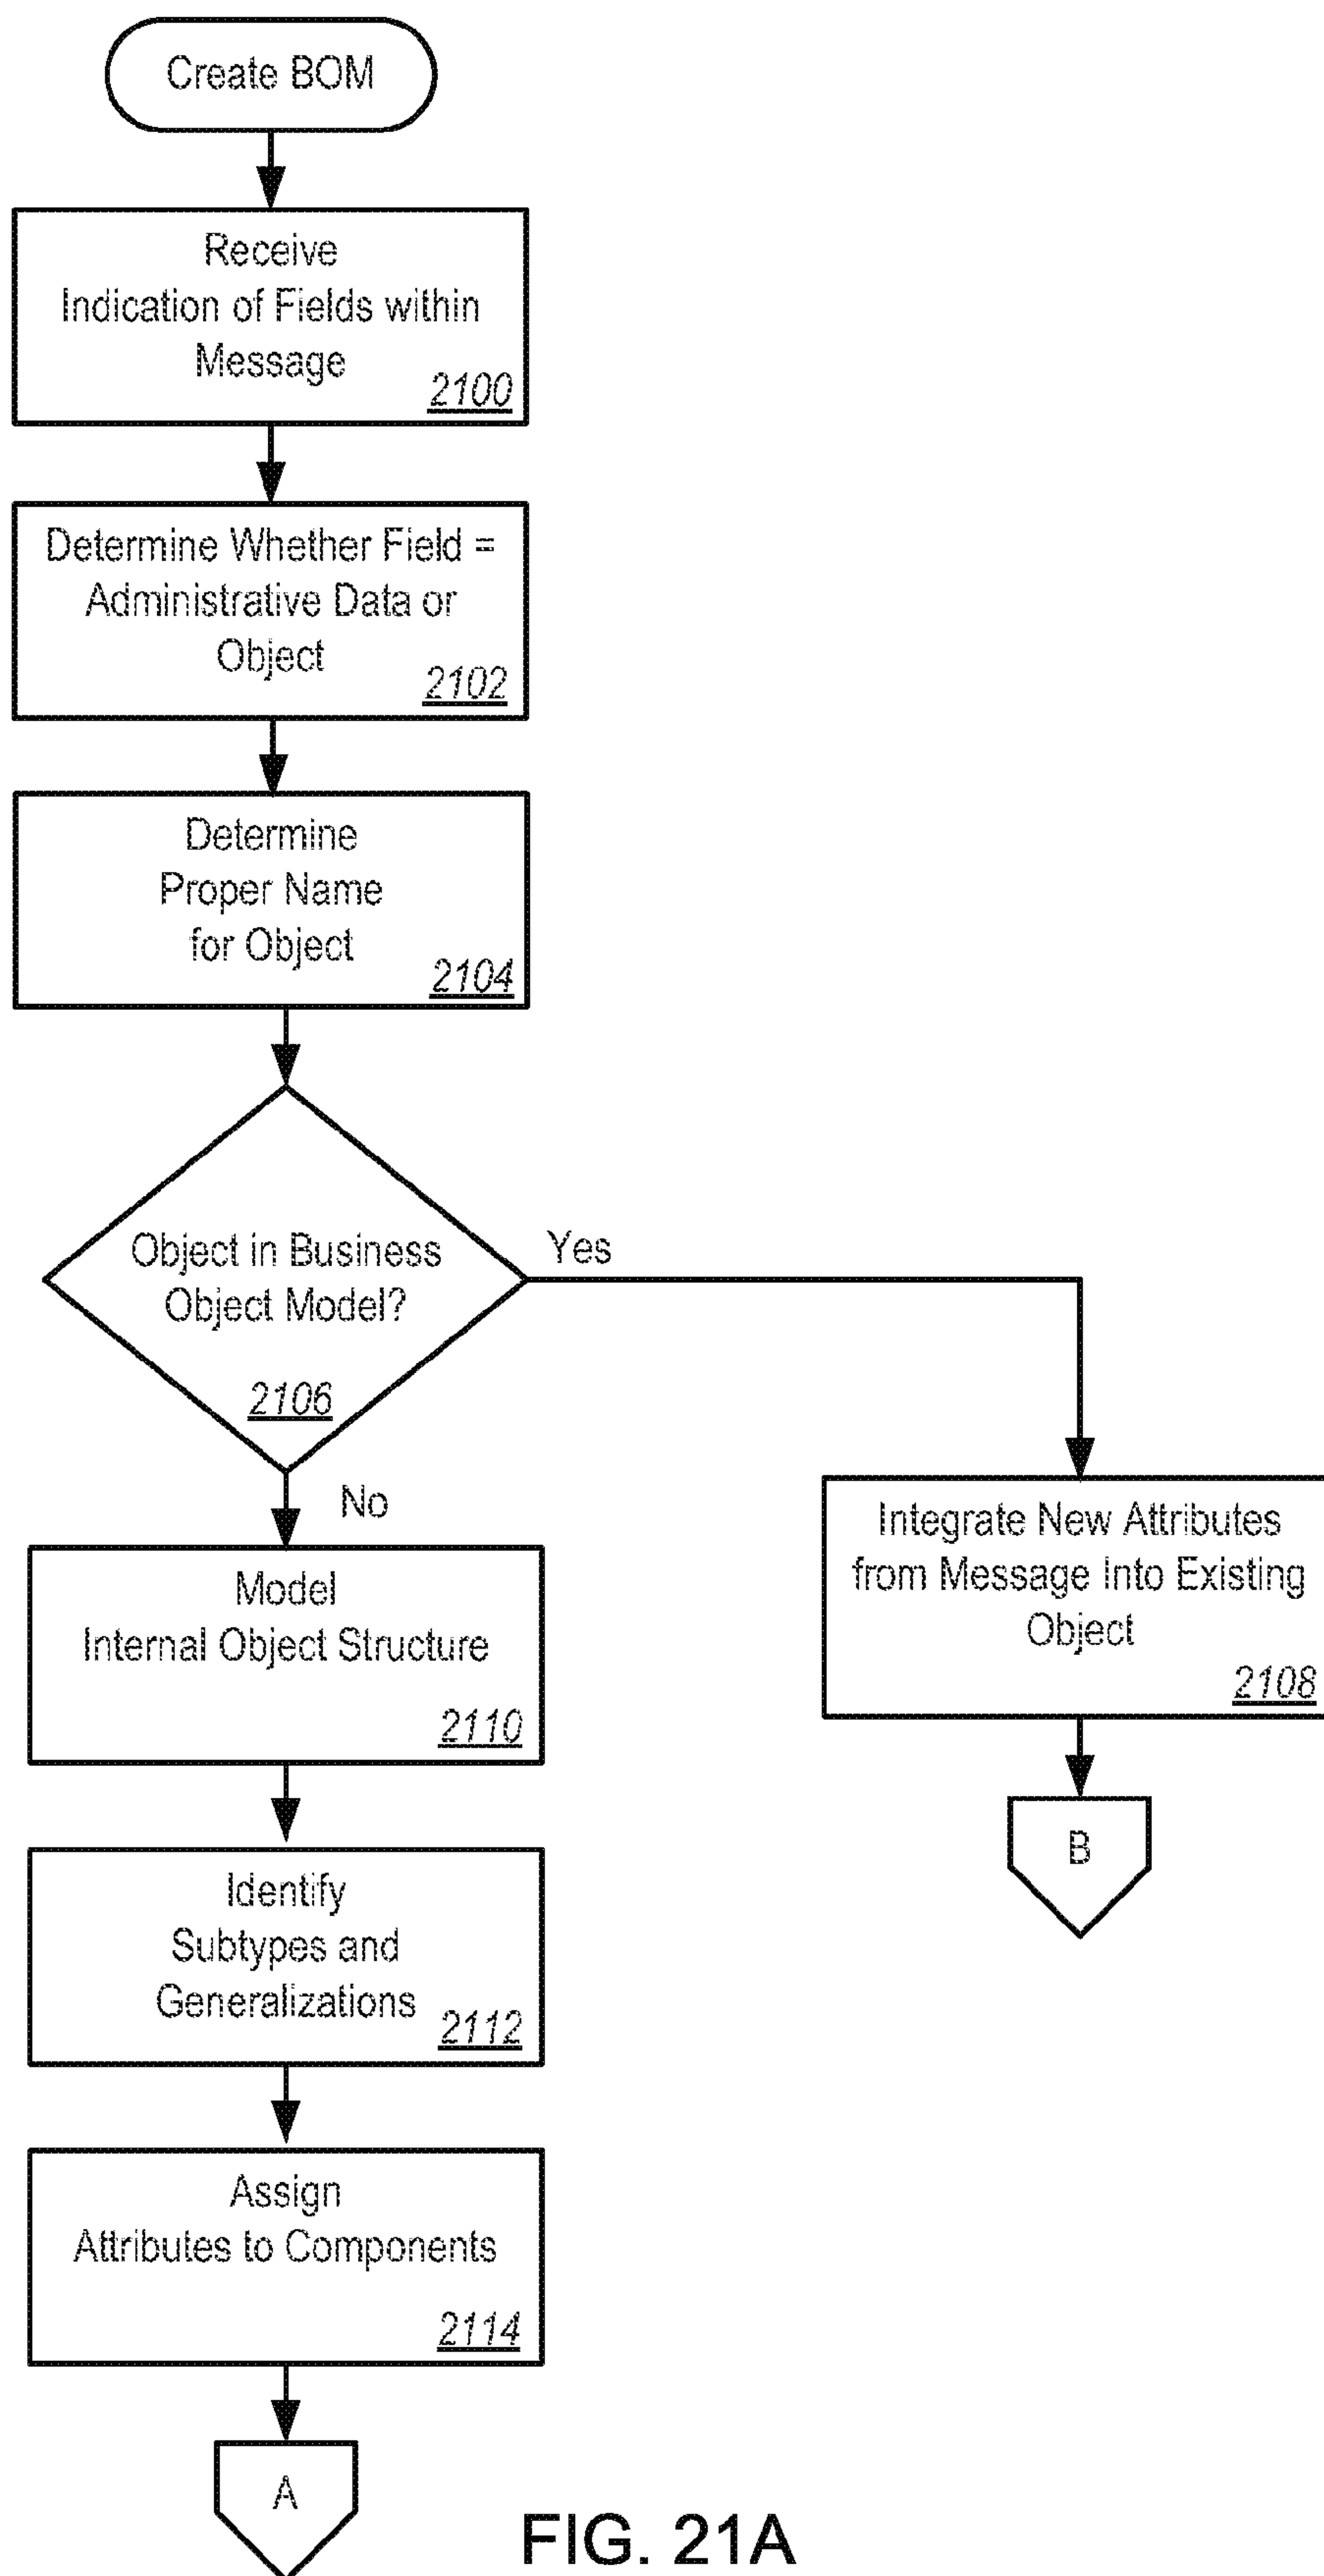 Create BOM
Receive
Indication of Fields within
Message
2100
Determine Whether Field =
Administrative Data or
Object
2102
Determine
Proper Name
for Object
2104
Object in Business
Object Model?
2106
Yes
No
Integrate New Attributes
from Message Into Existing
Object
2108
B
Model
Internal Object Structure
2110
Identify
Subtypes and
Generalizations
2112
Assign
Attributes to Components
2114
A
FIG. 21A